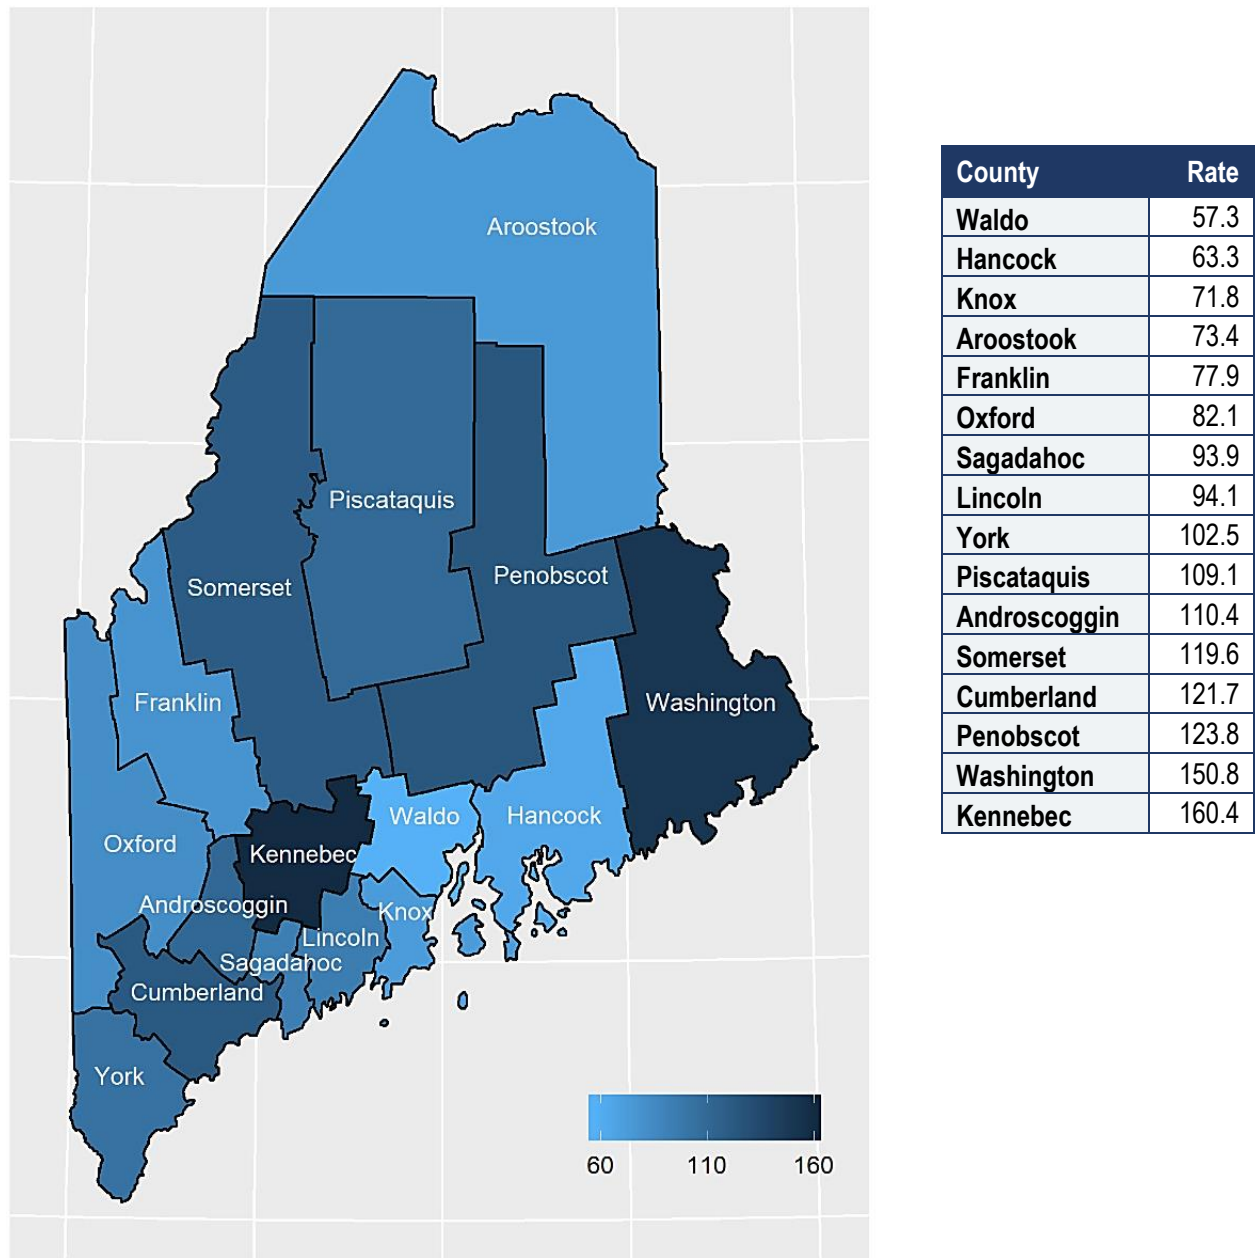 Aroostook
Piscataquis
Penobscot
Somerset
Franklin
Washington
Waldo
Hancock
Oxford
Kennebec
Androscoggin
Knox
Lincoln
Sagadahoc
Cumberland
York
60 110 160
County Rate
Waldo 57.3
Hancock 63.3
Knox 71.8
Aroostook 73.4
Franklin 77.9
Oxford 82.1
Sagadahoc 93.9
Lincoln 94.1
York 102.5
Piscataquis 109.1
Androscoggin 110.4
Somerset 119.6
Cumberland 121.7
Penobscot 123.8
Washington 150.8
Kennebec 160.4